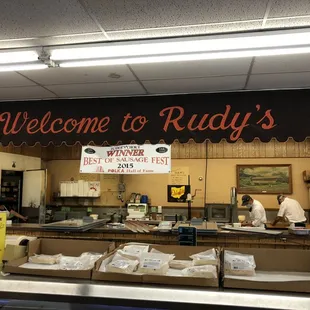 Welcome to Rudy's
WINNER
BEST OF SAUSAGE FEST
2015
POLKA Hall of Fame